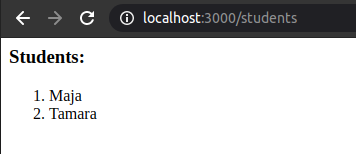 localhost:3000/students
Students:
1. Maja
2. Tamara